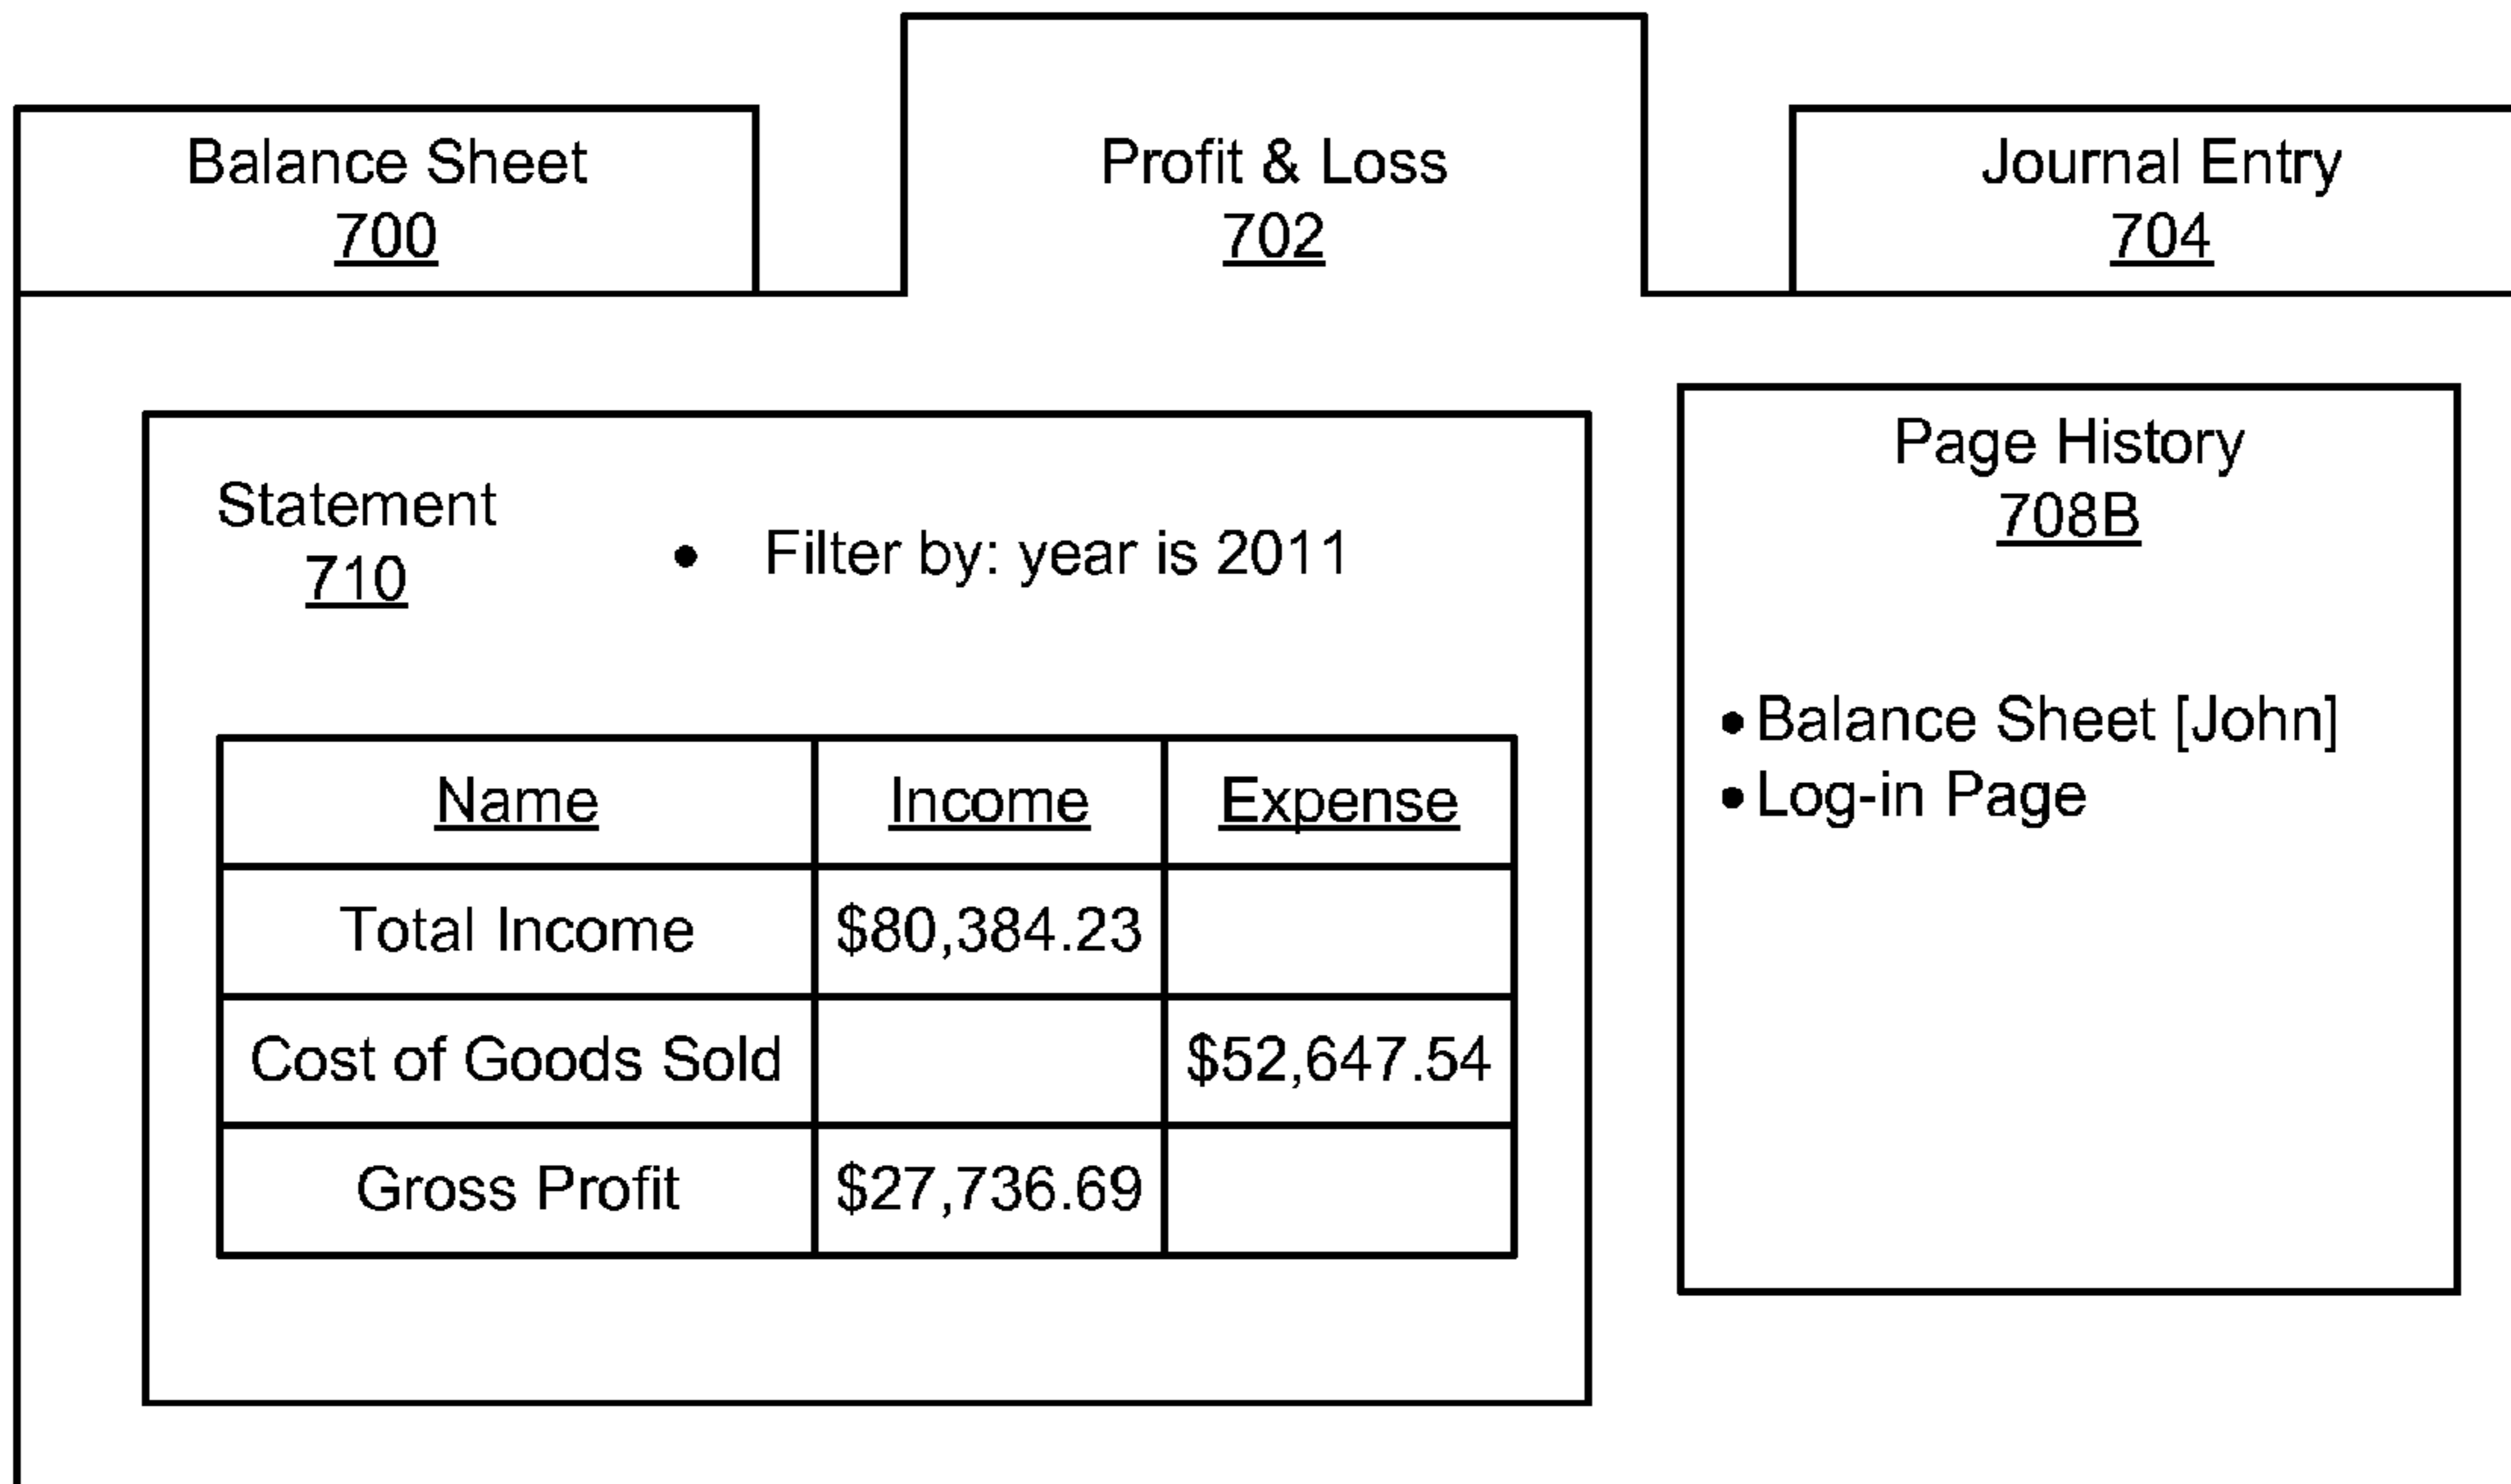 Balance Sheet
700
Profit & Loss
702
Journal Entry
704
Statement
710
• Filter by: year is 2011
Name Income Expense
Total Income $80,384.23
Cost of Goods Sold $52,647.54
Gross Profit $27,736.69
Page History
708B
• Balance Sheet [John]
• Log-in Page